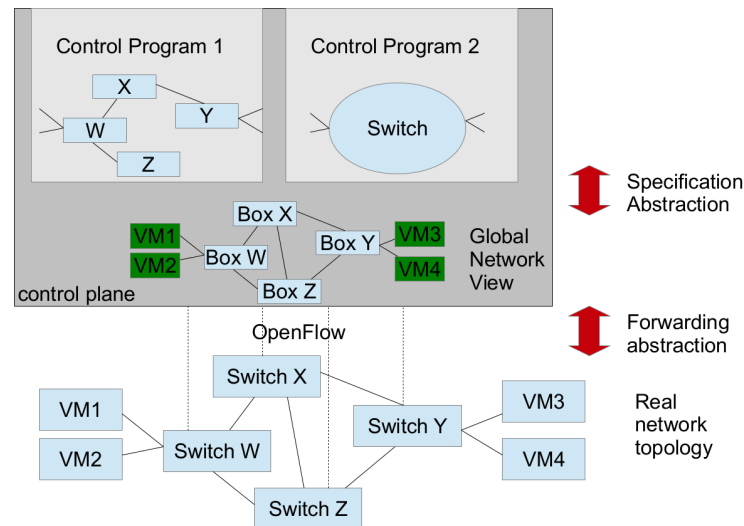 Control Program 1
Control Program 2
X
Y
W
Z
Switch
Specification
Abstraction
Box X
VM1
VM2
Box W
Box Y
VM3
VM4
Box Z
Global
Network
View
control plane
OpenFlow
Forwarding
abstraction
Switch X
VM1
VM2
Switch W
Switch Y
VM3
VM4
Switch Z
Real
network
topology